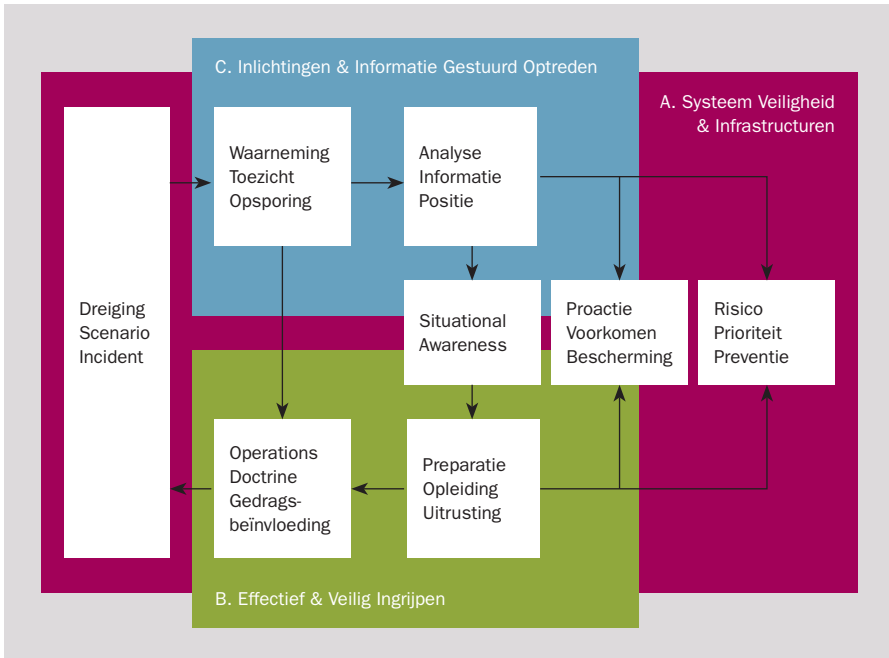 C. Inlichtingen & Informatie Gestuurd Optreden
A. Systeem Veiligheid
& Infrastructuren
Waarneming
Toezicht
Opsporing
Analyse
Informatie
Positie
Dreiging
Scenario
Incident
Situational
Awareness
Proactie
Voorkomen
Bescherming
Risico
Prioriteit
Preventie
Operations
Doctrine
Gedrags-
beïnvloeding
Preparatie
Opleiding
Uitrusting
B. Effectief & Veilig Ingrijpen